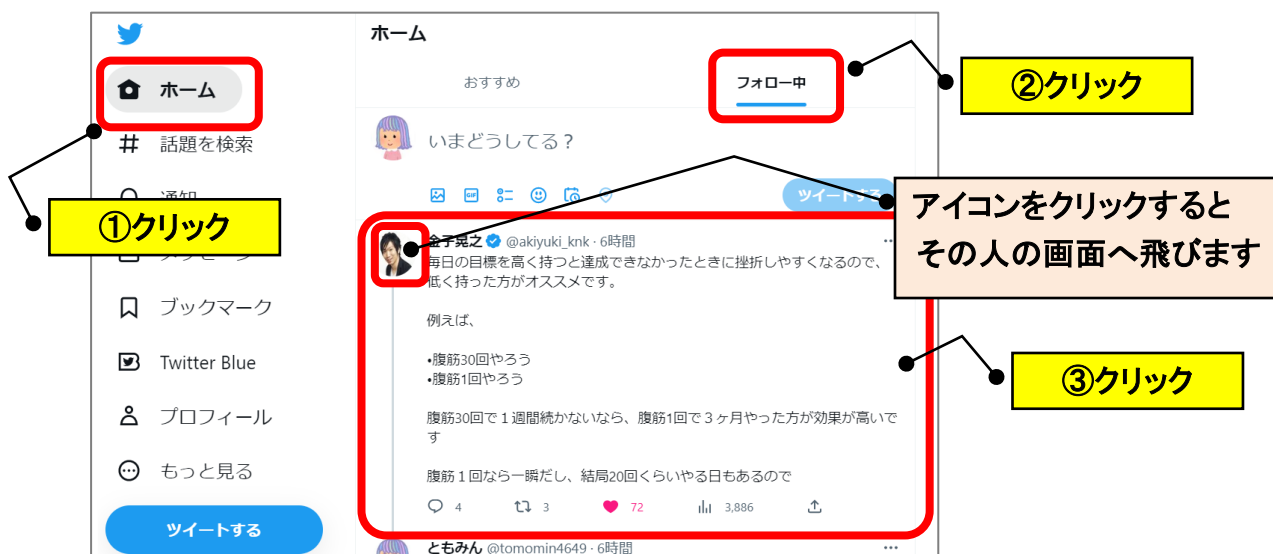 ホーム
ホーム
おすすめ
フォロー中
②クリック
話題を検索
いまどうしてる？
通知
GIF
ツイートする
アイコンをクリックすると
その人の画面へ飛びます
①クリック
金子晃之 @akiyuki_knk · 6時間
毎日の目標を高く持つと達成できなかったときに挫折しやすくなるので、
低く持った方がオススメです。
メッセージ
ブックマーク
例えば、
•腹筋30回やろう
•腹筋1回やろう
Twitter Blue
③クリック
プロフィール
腹筋30回で１週間続かないなら、腹筋1回で３ヶ月やった方が効果が高いで
す
もっと見る
腹筋１回なら一瞬だし、結局20回くらいやる日もあるので
4 3 72 3,886
ツイートする
ともみん @tomomin4649 · 6時間